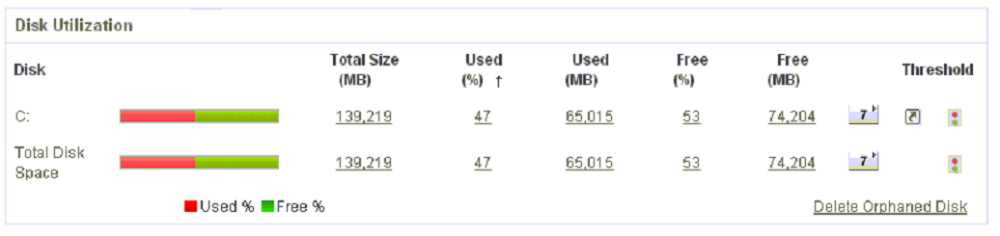 Disk Utilization
Disk Total Size (MB) Used (%) ↑ Used (MB) Free (%) Free (MB) Threshold
C: 139,219 47 65,015 53 74,204 7
Total Disk Space 139,219 47 65,015 53 74,204 7
Used % Free %
Delete Orphaned Disk